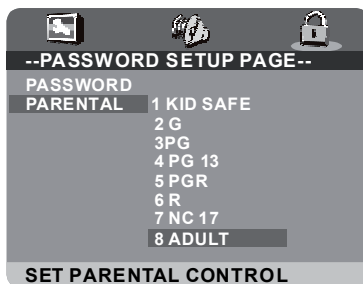 --PASSWORD SETUP PAGE--
PASSWORD
PARENTAL 1 KID SAFE
2 G
3PG
4 PG 13
5 PGR
6 R
7 NC 17
8 ADULT
SET PARENTAL CONTROL